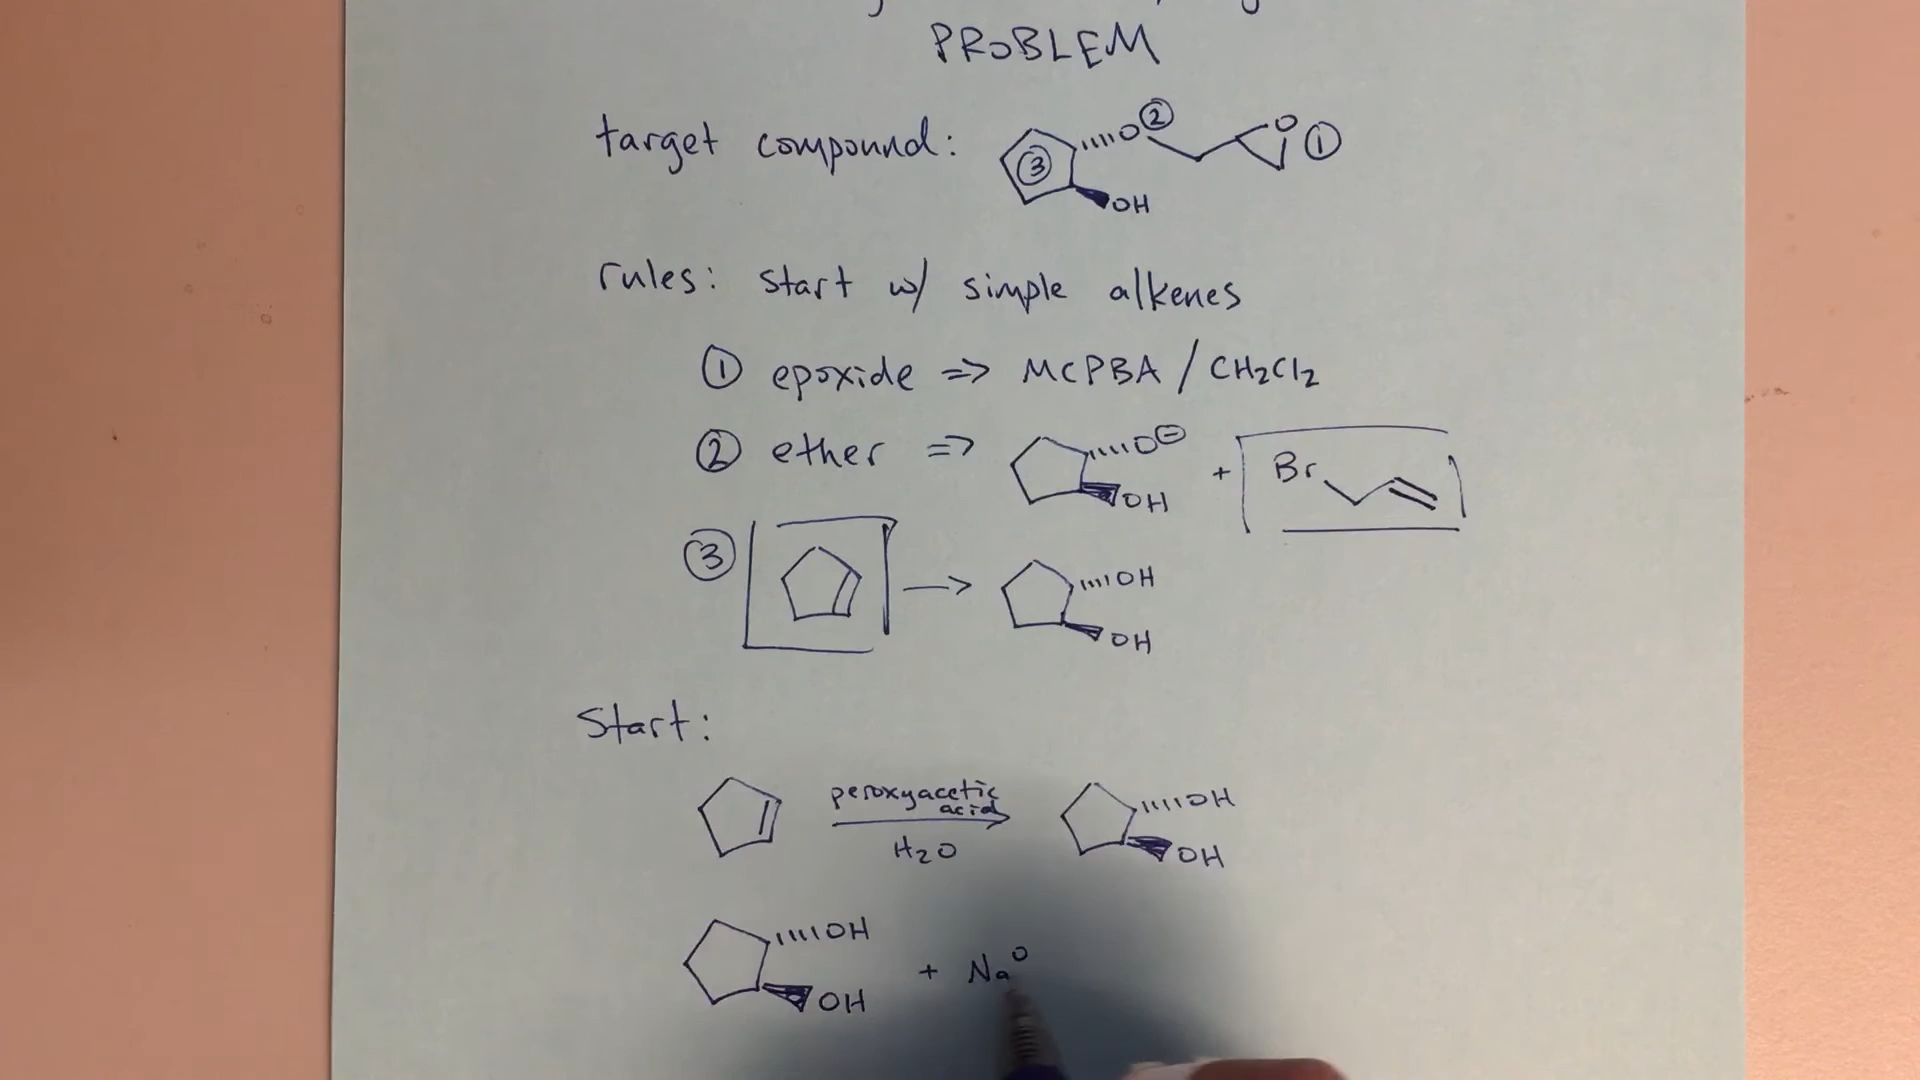 PROBLEM
target compound: ③ O ② O ① OH
rules: start w/ simple alkenes
① epoxide => MCPBA / CH2Cl2
② ether => O⊖ OH + Br
③ → OH OH
Start:
peroxyacetic acid H2O OH OH
OH OH + Na⁰